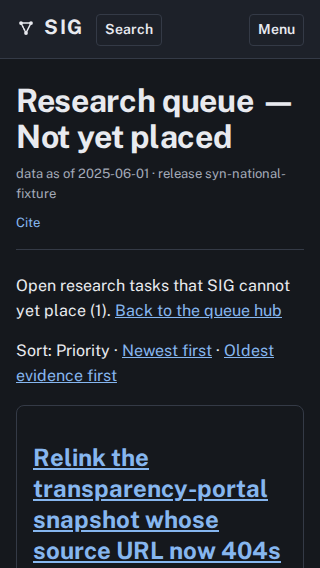 SIG
Search
Menu
Research queue —
Not yet placed
data as of 2025-06-01 · release syn-national-
fixture
Cite
Open research tasks that SIG cannot
yet place (1). Back to the queue hub
Sort: Priority · Newest first · Oldest
evidence first
Relink the
transparency-portal
snapshot whose
source URL now 404s